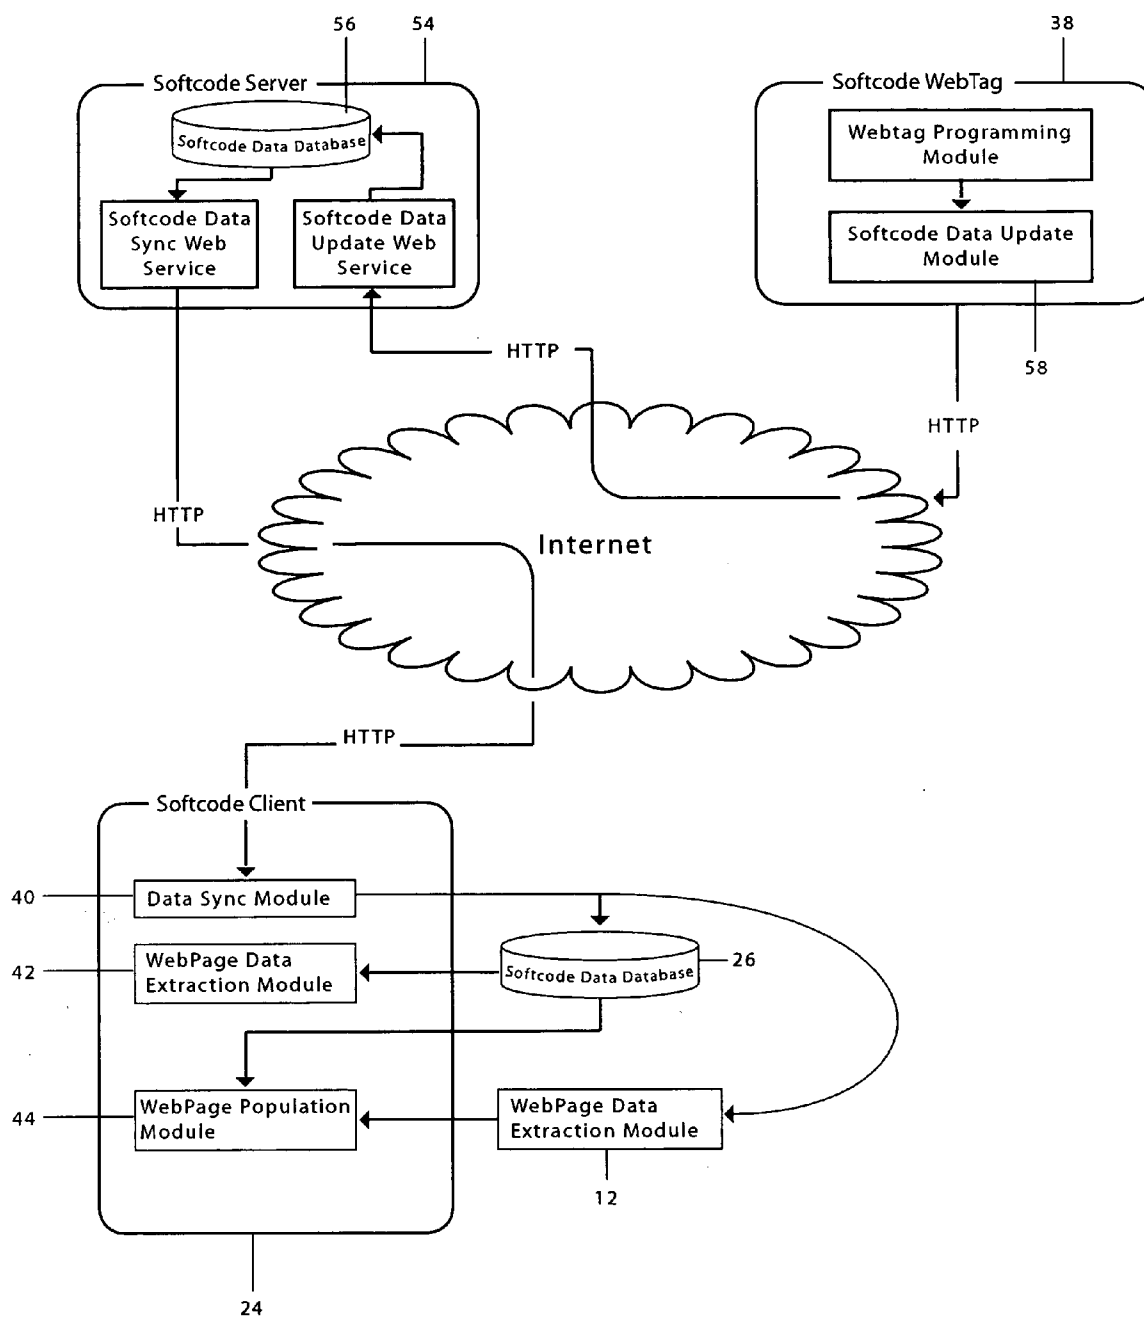 56
54
38
Softcode Server
Softcode WebTag
Softcode Data Database
Webtag Programming
Module
Softcode Data
Sync Web
Service
Softcode Data
Update Web
Service
Softcode Data Update
Module
58
HTTP
HTTP
HTTP
Internet
HTTP
Softcode Client
40
Data Sync Module
42
WebPage Data
Extraction Module
Softcode Data Database
26
44
WebPage Population
Module
WebPage Data
Extraction Module
12
24